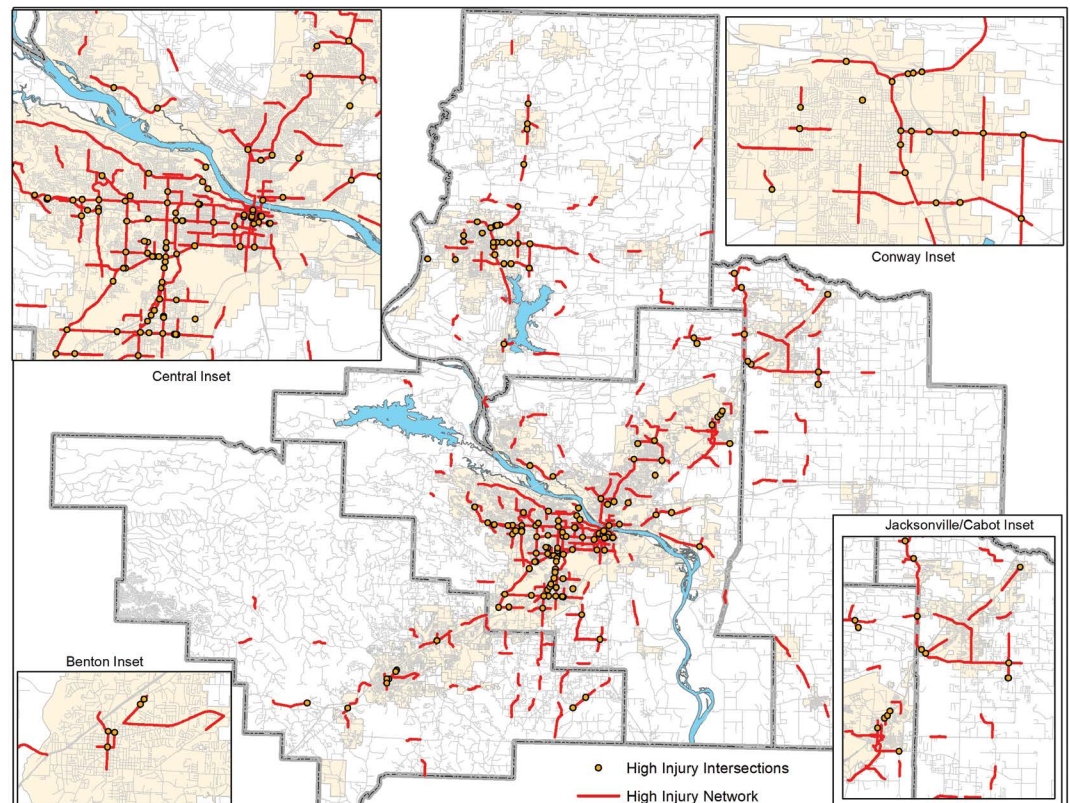 Central Inset
Conway Inset
Jacksonville/Cabot Inset
Benton Inset
High Injury Intersections
High Injury Network